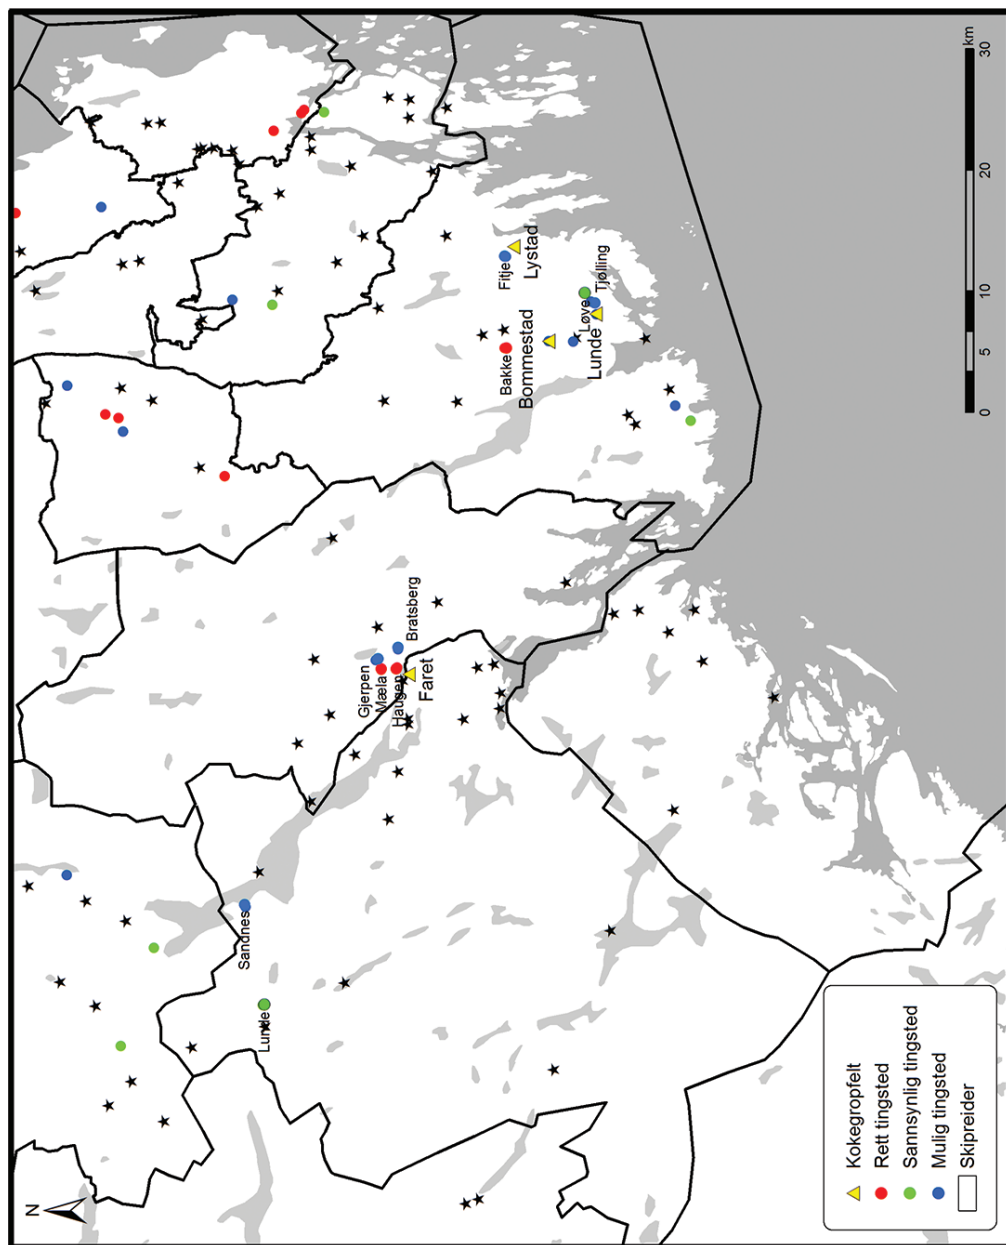 N
Sandnes
Lunde
Gjerpen
Mæla
Haugen
Bratsberg
Faret
Bakke
Bommestad
Fitje
Lystad
Løve
Lunde
Tjølling
Kokegropfelt
Rett tingsted
Sannsynlig tingsted
Mulig tingsted
Skipreider
0 5 10 20 30
km